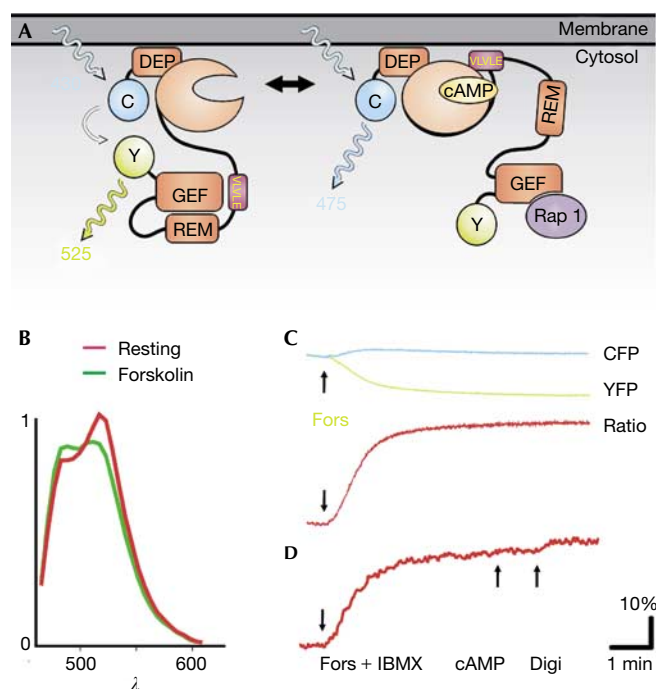 A
Membrane
Cytosol
DEP
C
Y
525
GEF
REM
VLVLE
DEP
C
475
cAMP
VLVLE
REM
GEF
Y
Rap 1
B
Resting
Forskolin
1
0
500
600
λ
C
CFP
YFP
Fors
Ratio
D
10%
Fors + IBMX
cAMP
Digi
1 min